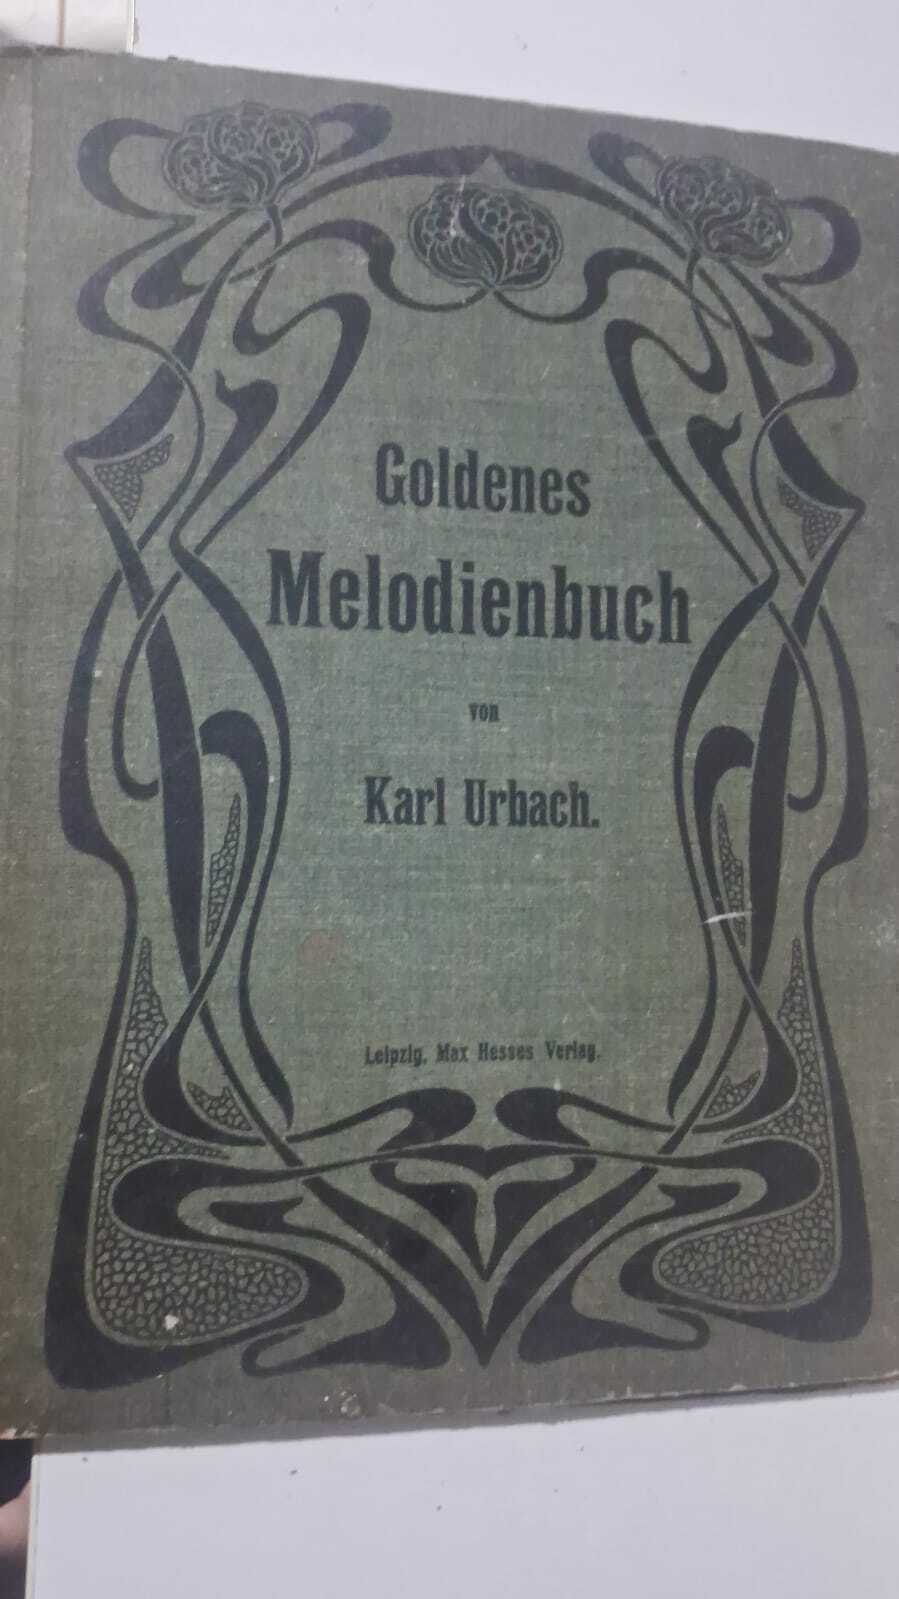 Goldenes
Melodienbuch
von
Karl Urbach.
Leipzig, Max Hesses Verlag.